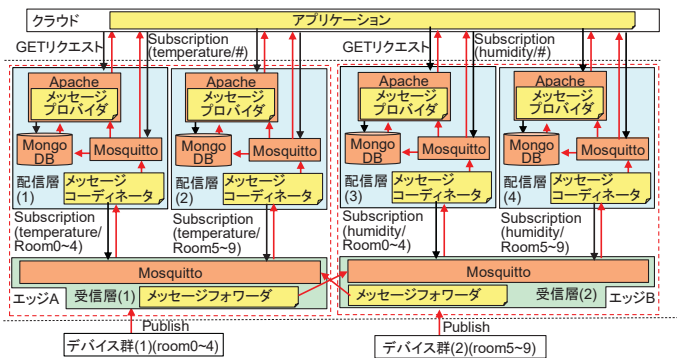 クラウド
アプリケーション
GETリクエスト
Subscription
(temperature/#)
GETリクエスト
Subscription
(humidity/#)
Apache
メッセージ
プロバイダ
Mongo
DB
Mosquitto
配信層
(1)
メッセージ
コーディネータ
Apache
メッセージ
プロバイダ
Mongo
DB
Mosquitto
配信層
(2)
メッセージ
コーディネータ
Apache
メッセージ
プロバイダ
Mongo
DB
Mosquitto
配信層
(3)
メッセージ
コーディネータ
Apache
メッセージ
プロバイダ
Mongo
DB
Mosquitto
配信層
(4)
メッセージ
コーディネータ
Subscription
(temperature/
Room0~4)
Subscription
(temperature/
Room5~9)
Subscription
(humidity/
Room0~4)
Subscription
(humidity/
Room5~9)
Mosquitto
エッジA
受信層(1)
メッセージフォワーダ
Mosquitto
メッセージフォワーダ
受信層(2)
エッジB
Publish
デバイス群(1)(room0~4)
Publish
デバイス群(2)(room5~9)